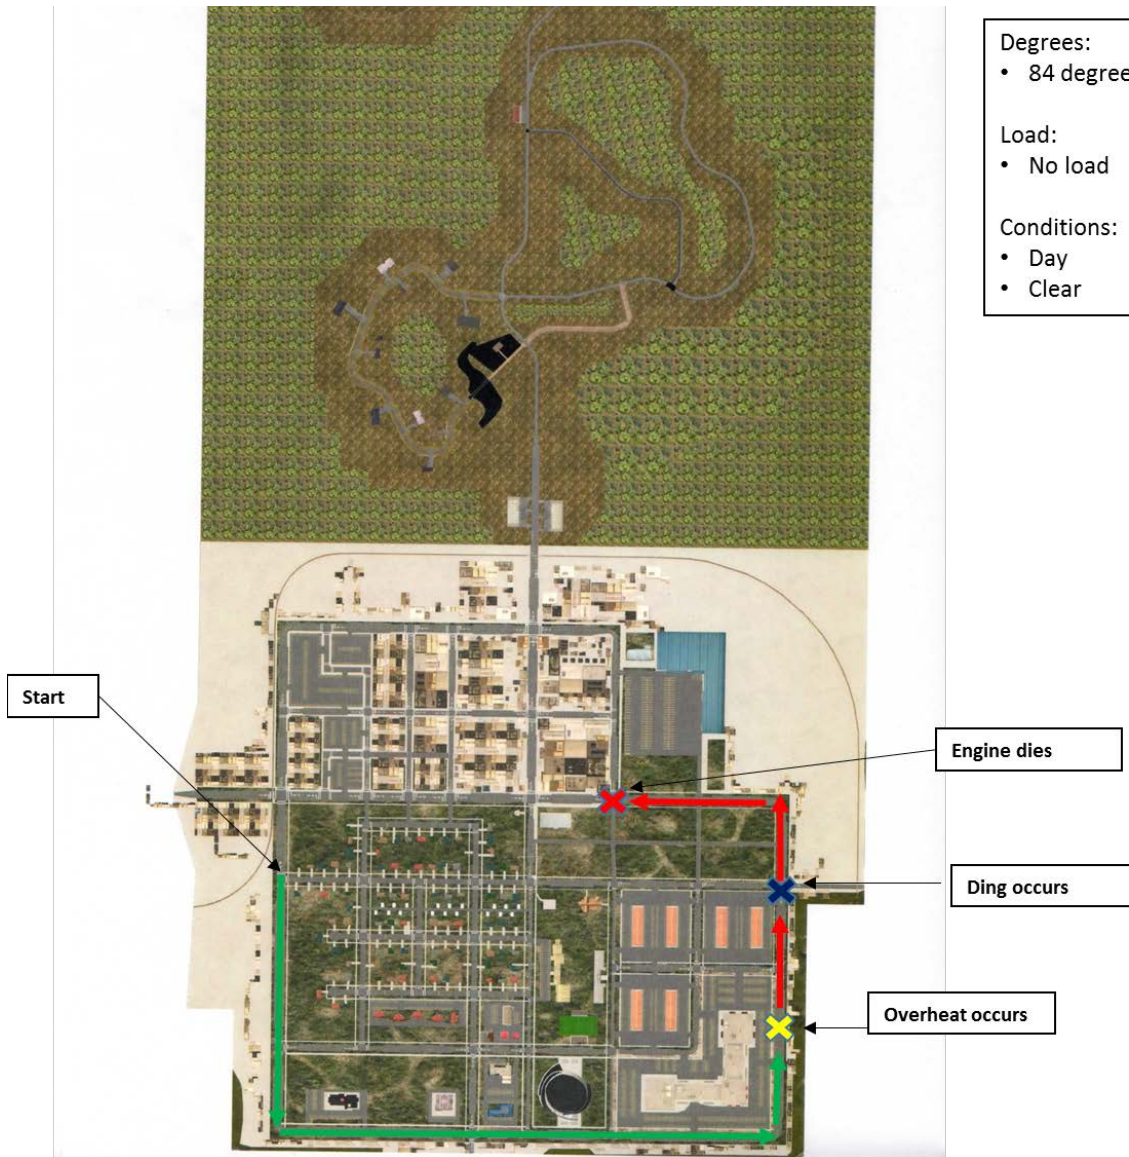 Degrees:
• 84 degree
Load:
• No load
Conditions:
• Day
• Clear
Start
Engine dies
Ding occurs
Overheat occurs